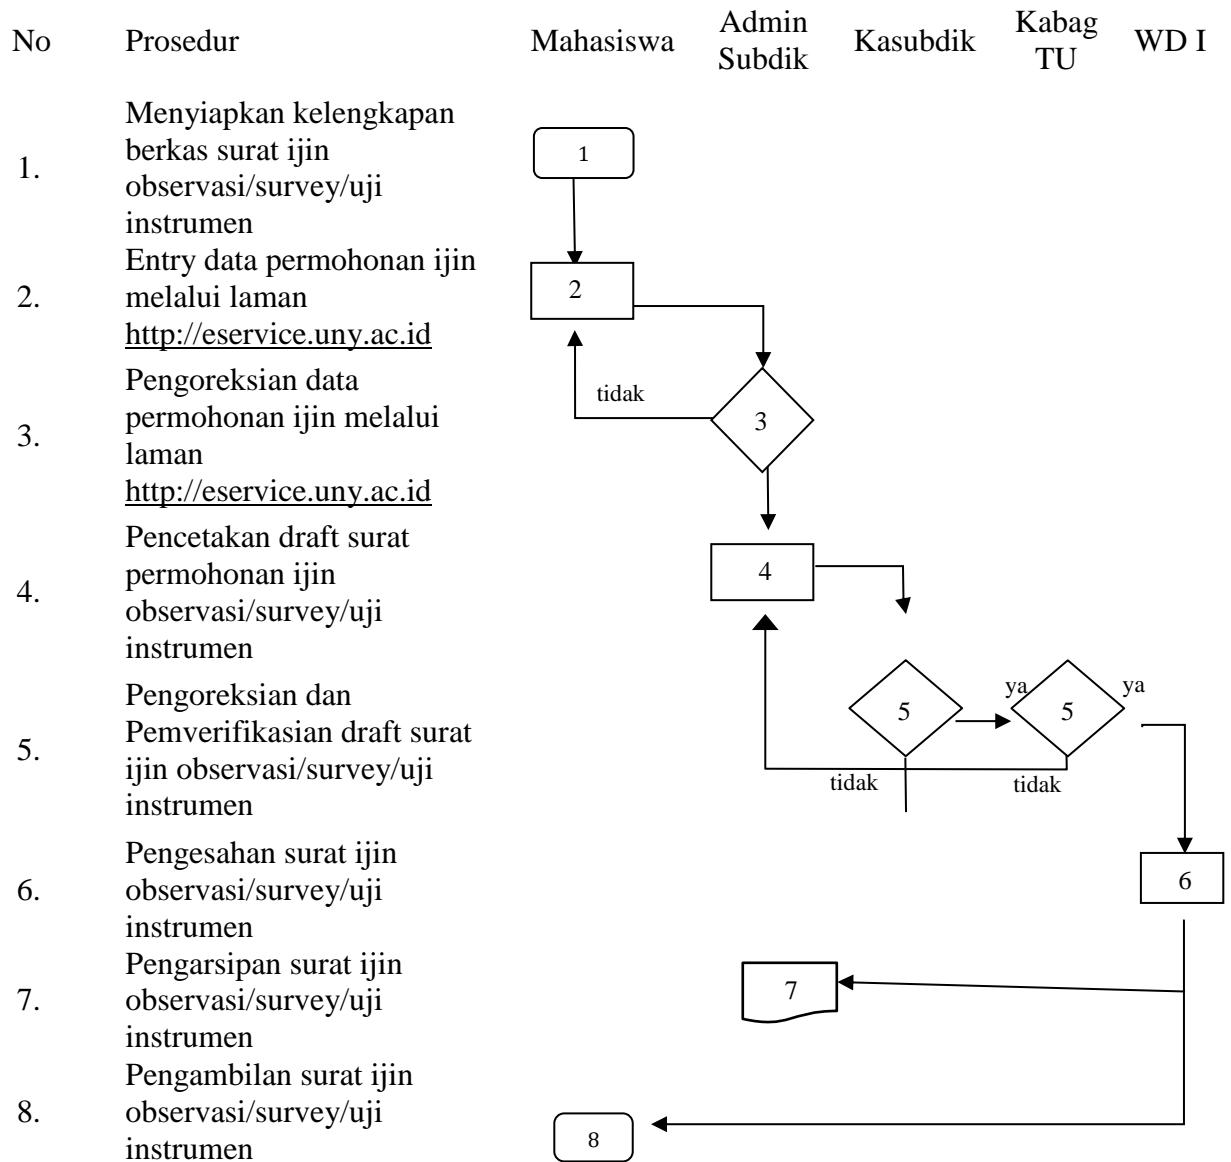 No Prosedur Mahasiswa Admin Subdik Kasubdik Kabag TU WD I
1.
Menyiapkan kelengkapan
berkas surat ijin
observasi/survey/uji
instrumen
1
2.
Entry data permohonan ijin
melalui laman
http://eservice.uny.ac.id
2
3.
Pengoreksian data
permohonan ijin melalui
laman
http://eservice.uny.ac.id
tidak
3
4.
Pencetakan draft surat
permohonan ijin
observasi/survey/uji
instrumen
4
5.
Pengoreksian dan
Pemverifikasian draft surat
ijin observasi/survey/uji
instrumen
5
ya
5
ya
tidak
tidak
6.
Pengesahan surat ijin
observasi/survey/uji
instrumen
6
7.
Pengarsipan surat ijin
observasi/survey/uji
instrumen
7
8.
Pengambilan surat ijin
observasi/survey/uji
instrumen
8